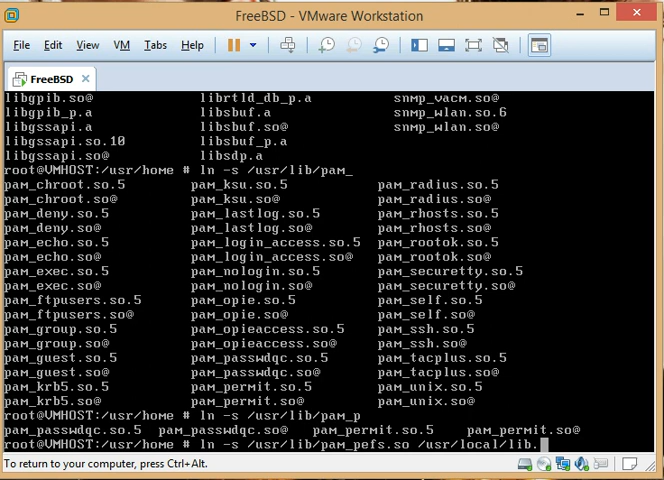 FreeBSD - VMware Workstation
File Edit View VM Tabs Help
FreeBSD
libgpib.so@ librtld_db_p.a snmp_vacm.so@
libgpib_p.a libsbuf.a snmp_wlan.so.6
libgssapi.a libsbuf.so@ snmp_wlan.so@
libgssapi.so.10 libsbuf_p.a
libgssapi.so@ libsdp.a
root@VMHOST:/usr/home # ln -s /usr/lib/pam_
pam_chroot.so.5 pam_ksu.so.5 pam_radius.so.5
pam_chroot.so@ pam_ksu.so@ pam_radius.so@
pam_deny.so.5 pam_lastlog.so.5 pam_rhosts.so.5
pam_deny.so@ pam_lastlog.so@ pam_rhosts.so@
pam_echo.so.5 pam_login_access.so.5 pam_rootok.so.5
pam_echo.so@ pam_login_access.so@ pam_rootok.so@
pam_exec.so.5 pam_nologin.so.5 pam_securetty.so.5
pam_exec.so@ pam_nologin.so@ pam_securetty.so@
pam_ftpusers.so.5 pam_opie.so.5 pam_self.so.5
pam_ftpusers.so@ pam_opie.so@ pam_self.so@
pam_group.so.5 pam_opieaccess.so.5 pam_ssh.so.5
pam_group.so@ pam_opieaccess.so@ pam_ssh.so@
pam_guest.so.5 pam_passwdqc.so.5 pam_tacplus.so.5
pam_guest.so@ pam_passwdqc.so@ pam_tacplus.so@
pam_krb5.so.5 pam_permit.so.5 pam_unix.so.5
pam_krb5.so@ pam_permit.so@ pam_unix.so@
root@VMHOST:/usr/home # ln -s /usr/lib/pam_p
pam_passwdqc.so.5 pam_passwdqc.so@ pam_permit.so.5 pam_permit.so@
root@VMHOST:/usr/home # ln -s /usr/lib/pam_pefs.so /usr/local/lib.
To return to your computer, press Ctrl+Alt.